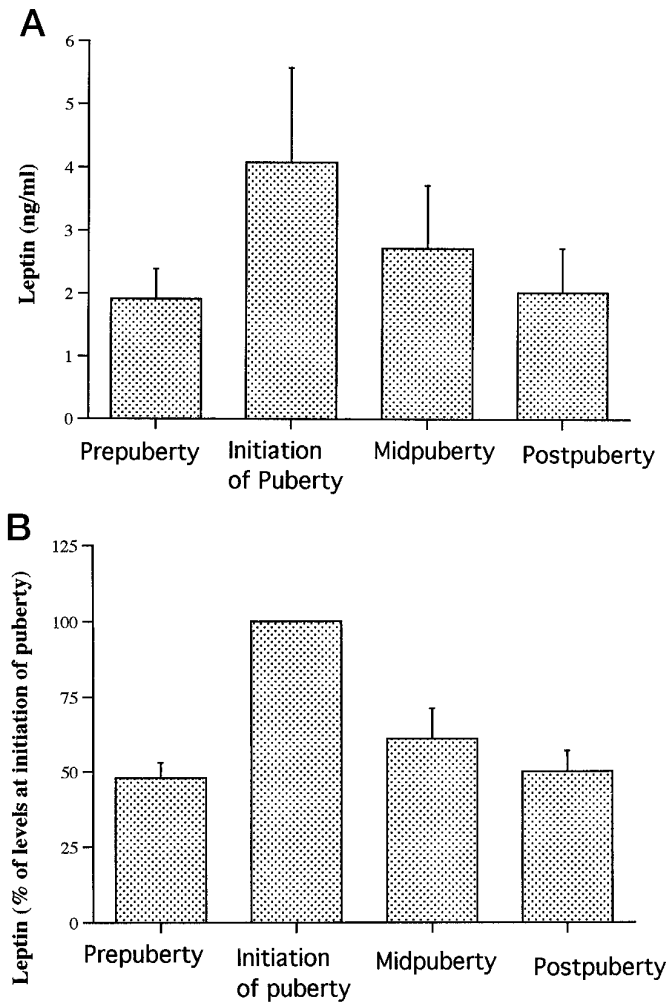 A
6
5
4
3
2
1
0
Leptin (ng/ml)
Prepuberty
Initiation
of Puberty
Midpuberty
Postpuberty
B
125
100
75
50
25
0
Leptin (% of levels at initiation of puberty)
Prepuberty
Initiation
of puberty
Midpuberty
Postpuberty